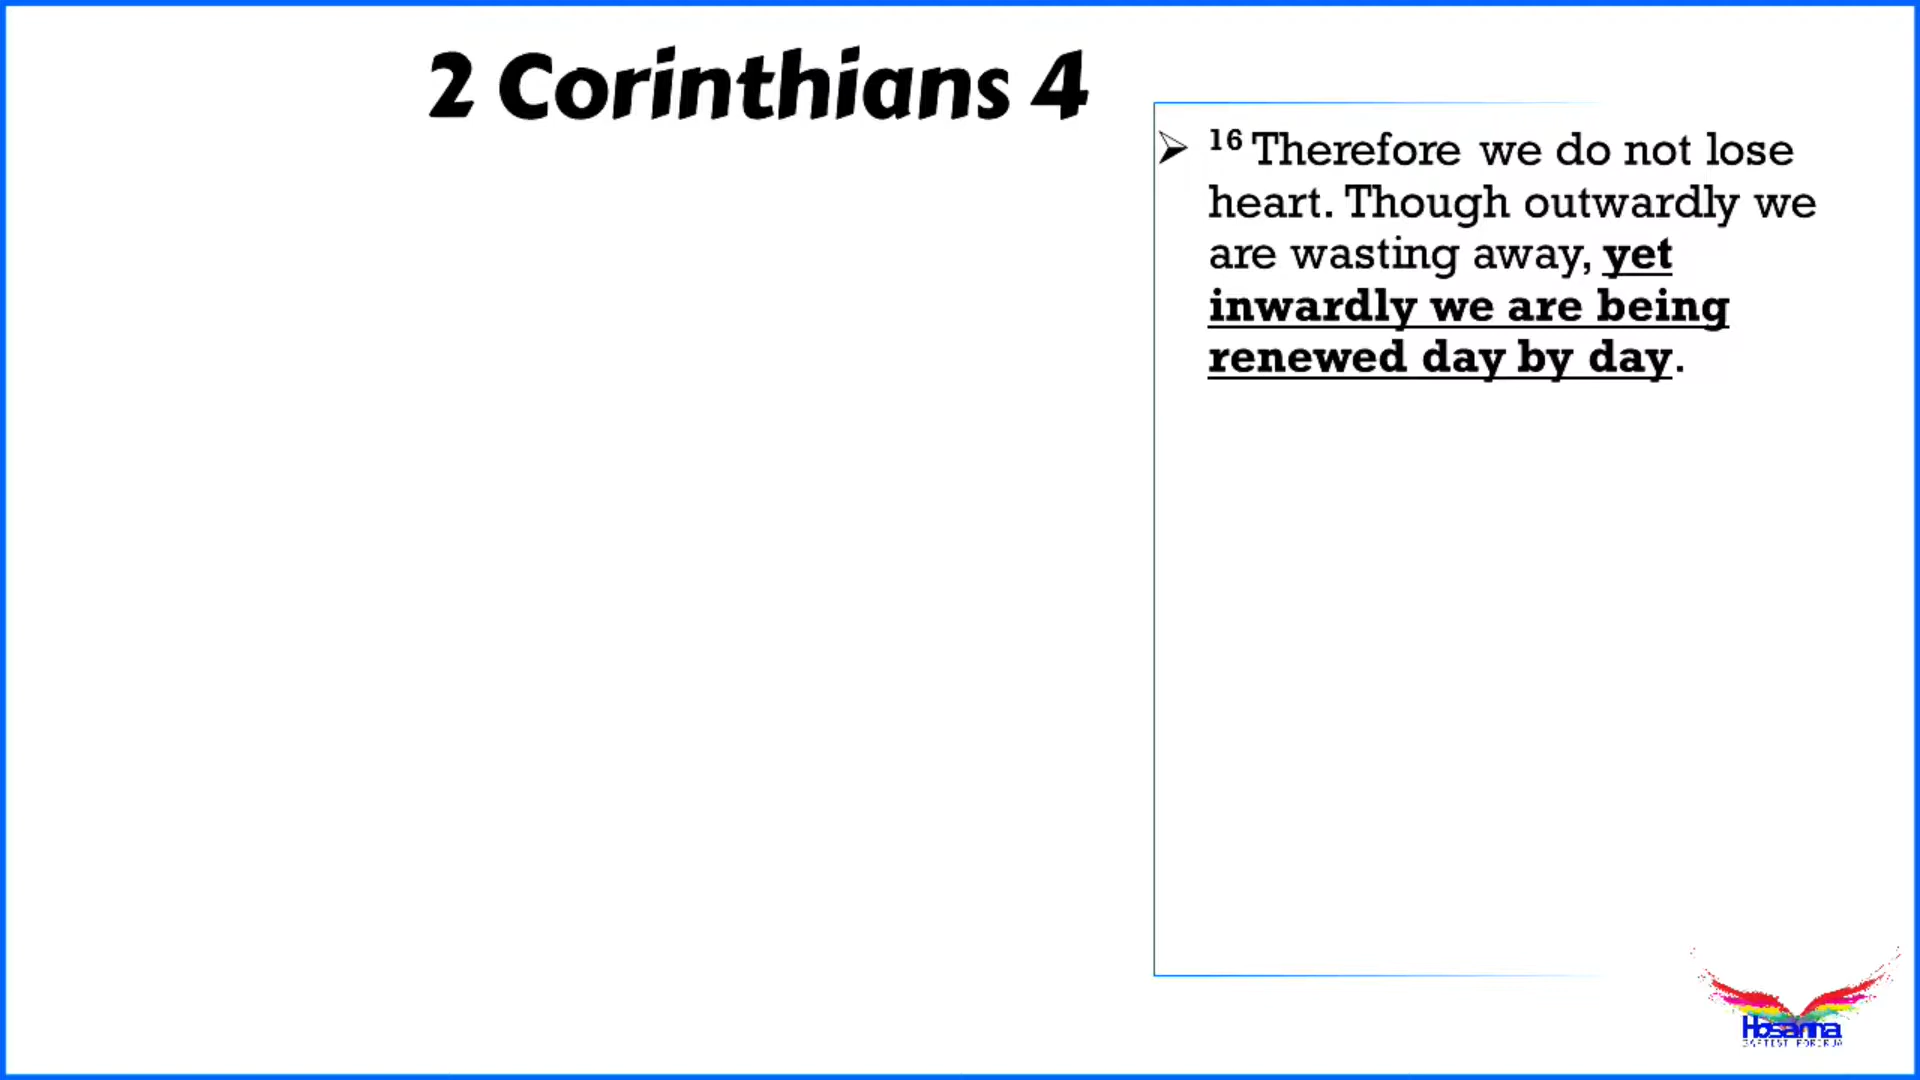 2 Corinthians 4
➢ 16 Therefore we do not lose
heart. Though outwardly we
are wasting away, yet
inwardly we are being
renewed day by day.
Hosanna